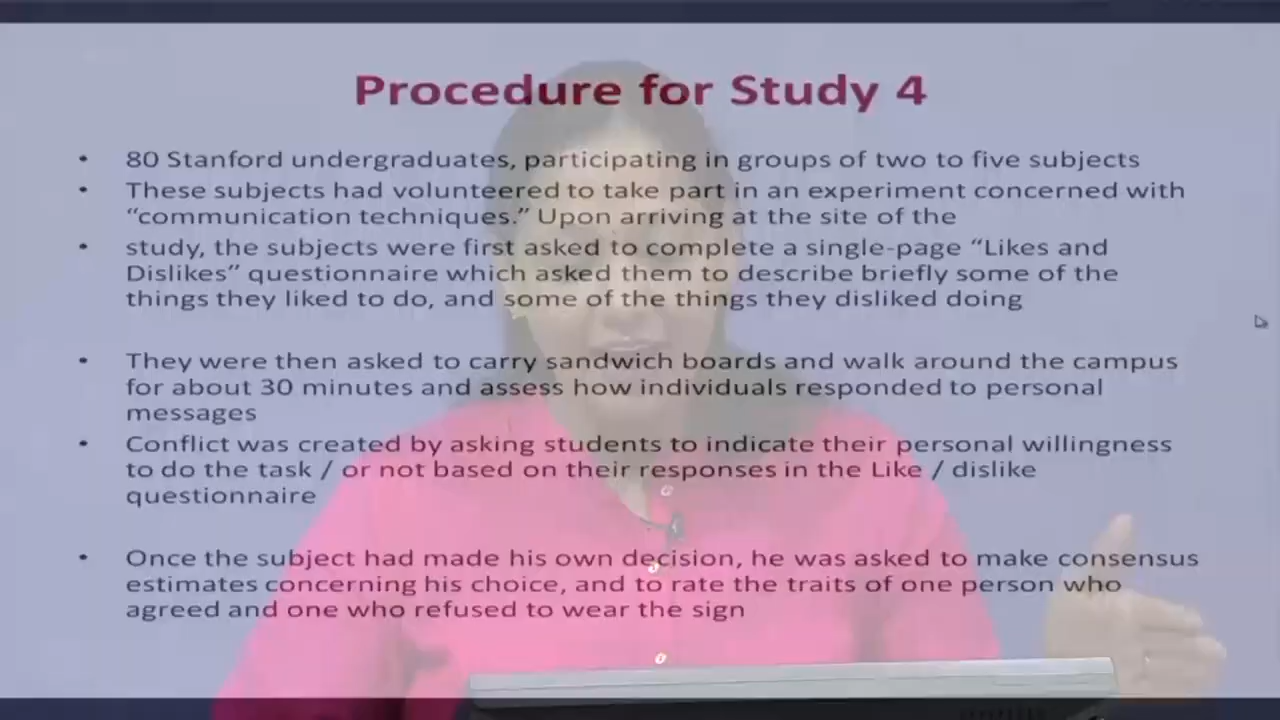 Procedure for Study 4
• 80 Stanford undergraduates, participating in groups of two to five subjects
• These subjects had volunteered to take part in an experiment concerned with
“communication techniques.” Upon arriving at the site of the
• study, the subjects were first asked to complete a single-page “Likes and
Dislikes” questionnaire which asked them to describe briefly some of the
things they liked to do, and some of the things they disliked doing
• They were then asked to carry sandwich boards and walk around the campus
for about 30 minutes and assess how individuals responded to personal
messages
• Conflict was created by asking students to indicate their personal willingness
to do the task / or not based on their responses in the Like / dislike
questionnaire
• Once the subject had made his own decision, he was asked to make consensus
estimates concerning his choice, and to rate the traits of one person who
agreed and one who refused to wear the sign